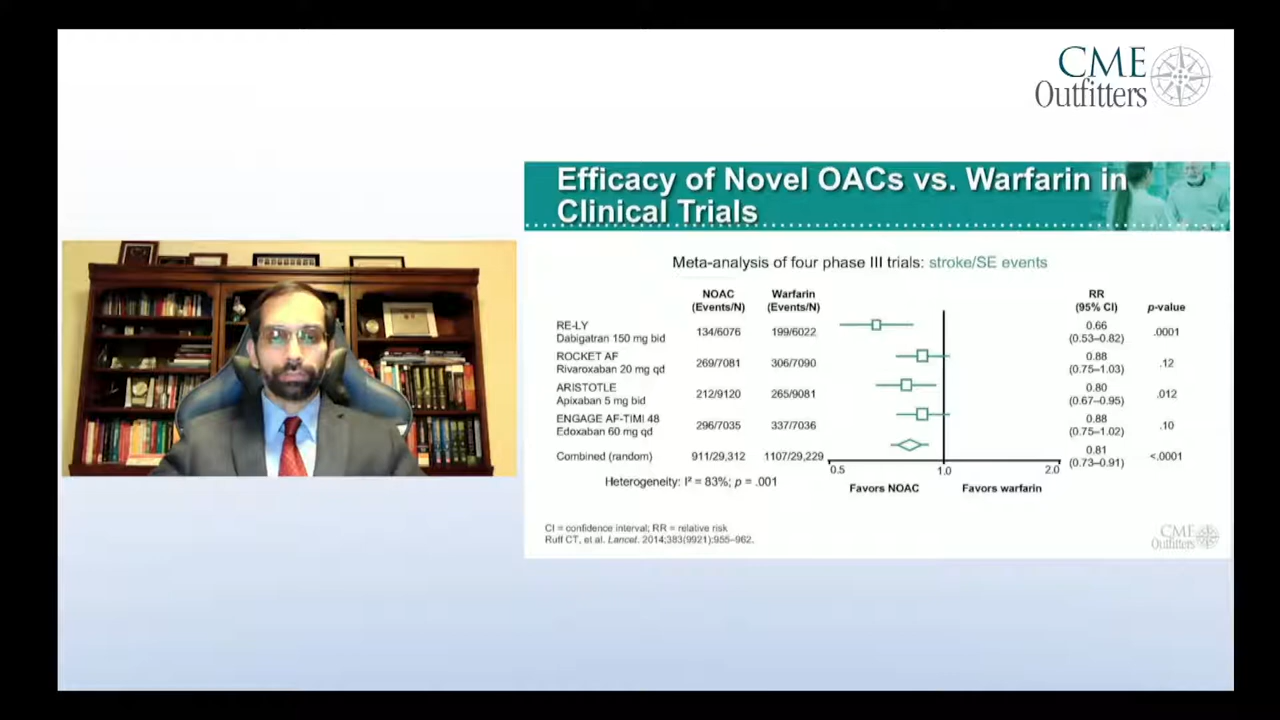 CME
Outfitters
Efficacy of Novel OACs vs. Warfarin in
Clinical Trials
Meta-analysis of four phase III trials: stroke/SE events
NOAC (Events/N) Warfarin (Events/N) RR (95% CI) p-value
RE-LY
Dabigatran 150 mg bid 134/6076 199/6022 0.66 (0.53–0.82) .0001
ROCKET AF
Rivaroxaban 20 mg qd 269/7081 306/7090 0.88 (0.75–1.03) .12
ARISTOTLE
Apixaban 5 mg bid 212/9120 265/9081 0.80 (0.67–0.95) .012
ENGAGE AF-TIMI 48
Edoxaban 60 mg qd 296/7035 337/7036 0.88 (0.75–1.02) .10
Combined (random) 911/29,312 1107/29,229 0.81 (0.73–0.91) <.0001
0.5 1.0 2.0
Heterogeneity: I² = 83%; p = .001
Favors NOAC Favors warfarin
CI = confidence interval; RR = relative risk
Ruff CT, et al. Lancet. 2014;383(9921):955–962.
CME
Outfitters